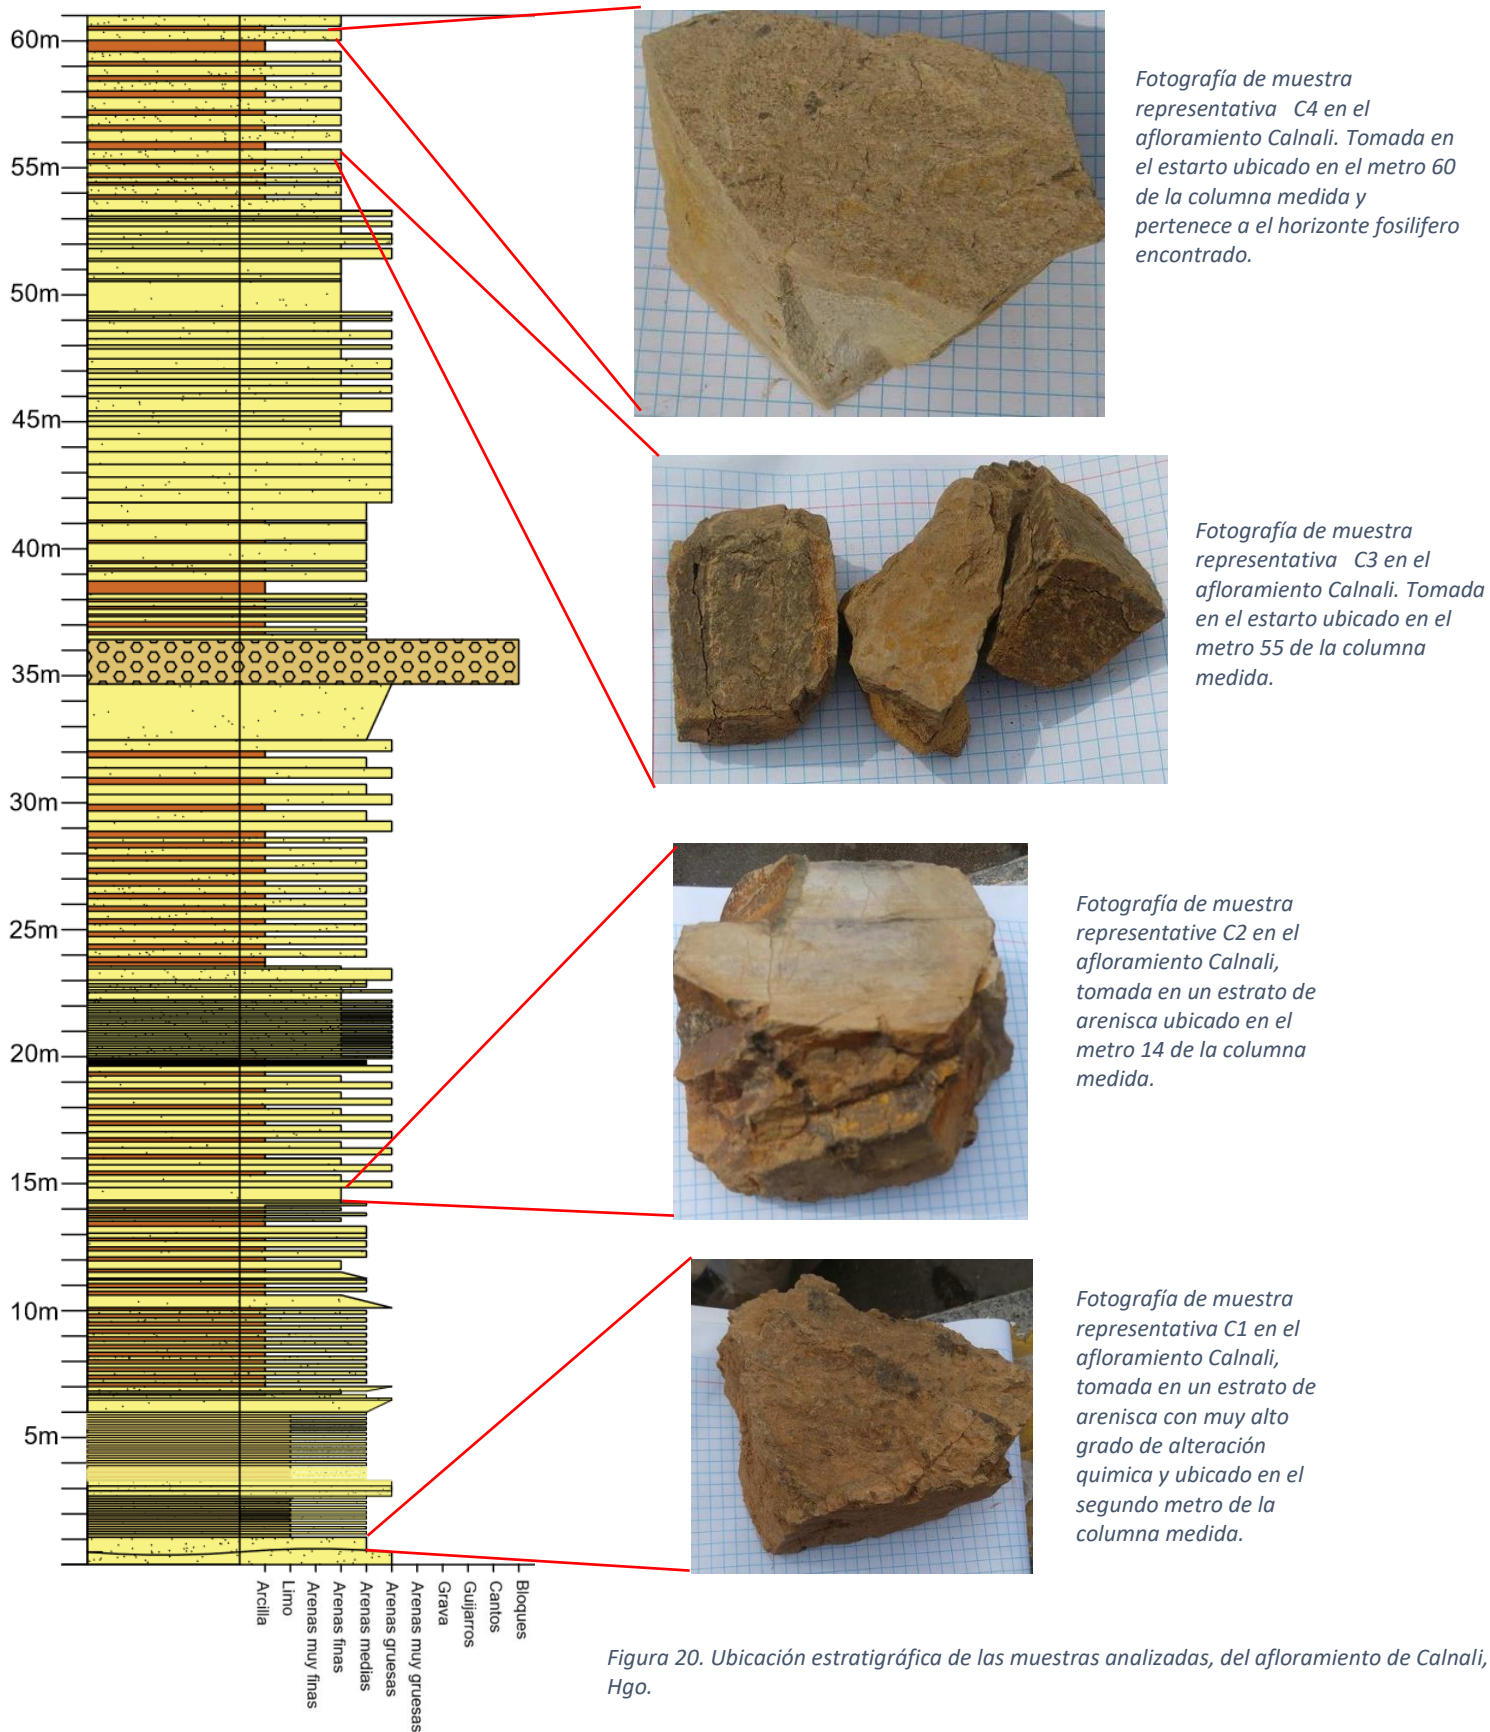 60m
55m
50m
45m
40m
35m
30m
25m
20m
15m
10m
5m
Arcilla
Limo
Arenas muy finas
Arenas finas
Arenas medias
Arenas gruesas
Arenas muy gruesas
Grava
Guijarros
Cantos
Bloques
Fotografía de muestra
representativa C4 en el
afloramiento Calnali. Tomada en
el estarto ubicado en el metro 60
de la columna medida y
pertenece a el horizonte fosilifero
encontrado.
Fotografía de muestra
representativa C3 en el
afloramiento Calnali. Tomada
en el estarto ubicado en el
metro 55 de la columna
medida.
Fotografía de muestra
representative C2 en el
afloramiento Calnali,
tomada en un estrato de
arenisca ubicado en el
metro 14 de la columna
medida.
Fotografía de muestra
representativa C1 en el
afloramiento Calnali,
tomada en un estrato de
arenisca con muy alto
grado de alteración
quimica y ubicado en el
segundo metro de la
columna medida.
Figura 20. Ubicación estratigráfica de las muestras analizadas, del afloramiento de Calnali,
Hgo.